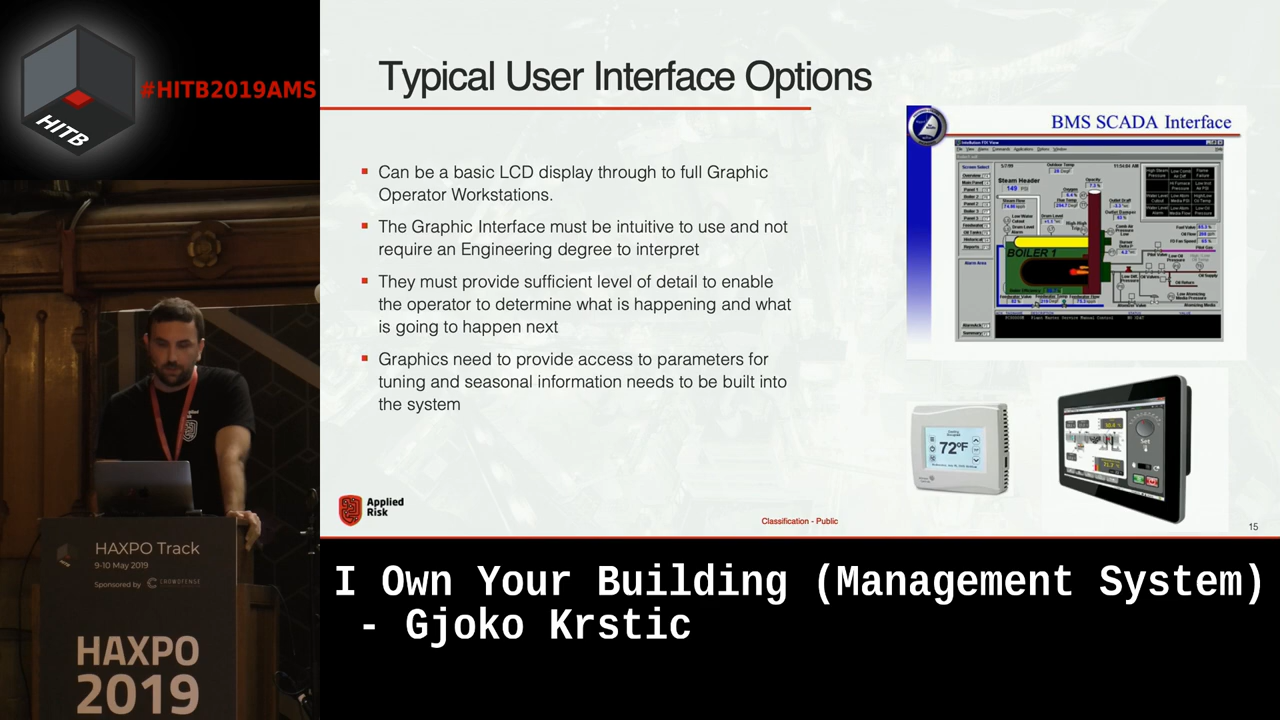 HITB
#HITB2019AMS
Typical User Interface Options
Can be a basic LCD display through to full Graphic
Operator Workstations.
The Graphic Interface must be intuitive to use and not
require an Engineering degree to interpret
They must provide sufficient level of detail to enable
the operator to determine what is happening and what
is going to happen next
Graphics need to provide access to parameters for
tuning and seasonal information needs to be built into
the system
BMS SCADA Interface
Steam Header
149 PSI
BOILER 1
72°F
Set
Applied
Risk
Classification - Public
15
HAXPO Track
9-10 May 2019
Sponsored by CROWDFENSE
HAXPO
2019
I Own Your Building (Management System)
- Gjoko Krstic